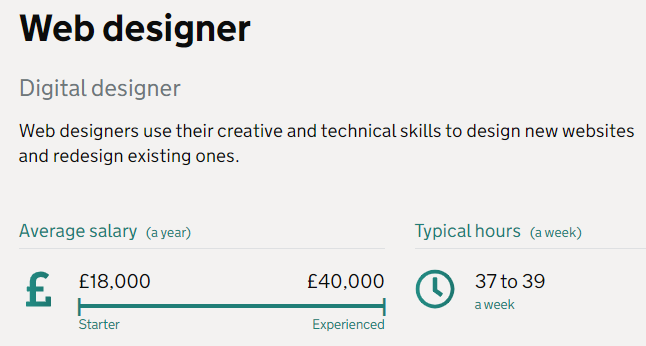 Web designer
Digital designer
Web designers use their creative and technical skills to design new websites
and redesign existing ones.
Average salary (a year)
Typical hours (a week)
£
£18,000
£40,000
37 to 39
a week
Starter
Experienced